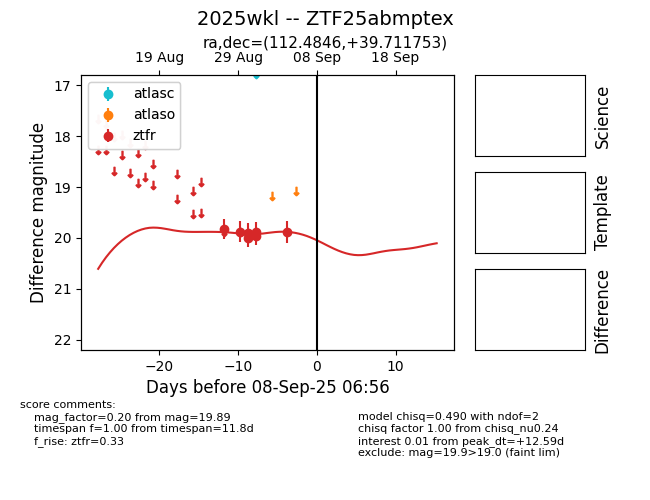 2025wkl -- ZTF25abmptex
ra,dec=(112.4846,+39.711753)
19 Aug 29 Aug 08 Sep 18 Sep
17
18
19
20
21
22
Difference magnitude
atlasc
atlaso
ztfr
−20 −10 0 10
Days before 08-Sep-25 06:56
Science
Template
Difference
score comments:
mag_factor=0.20 from mag=19.89
timespan f=1.00 from timespan=11.8d
f_rise: ztfr=0.33
model chisq=0.490 with ndof=2
chisq factor 1.00 from chisq_nu0.24
interest 0.01 from peak_dt=+12.59d
exclude: mag=19.9>19.0 (faint lim)